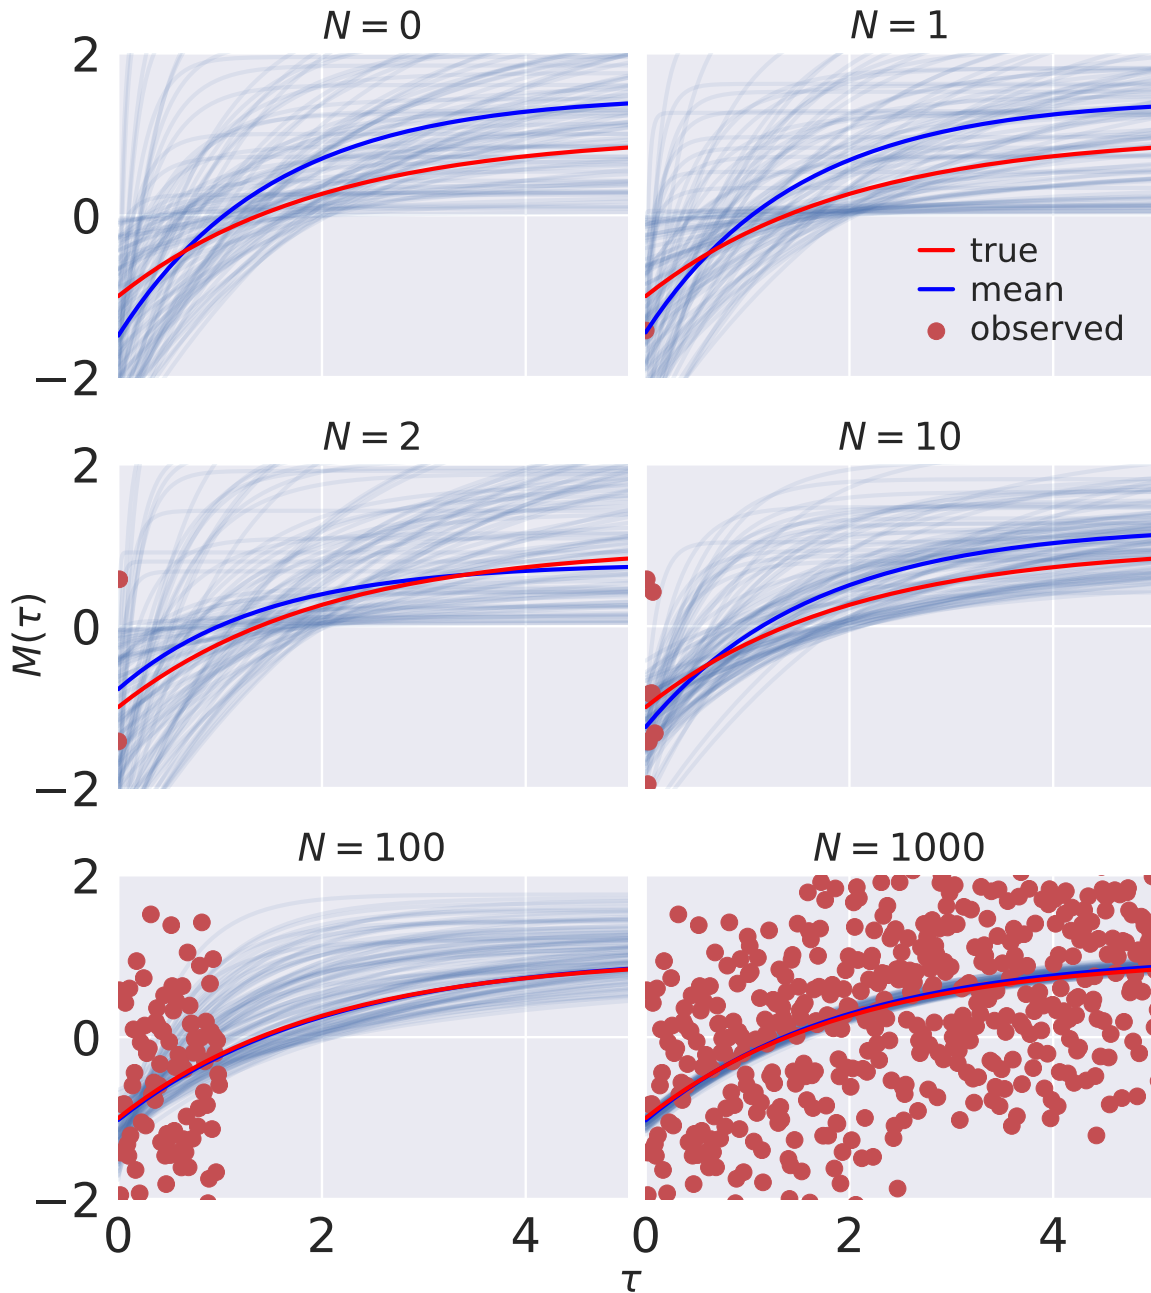 N = 0
N = 1
2
0
−2
true
mean
observed
N = 2
N = 10
2
0
−2
M(τ)
N = 100
N = 1000
2
0
−2
0 2 4
0 2 4
τ